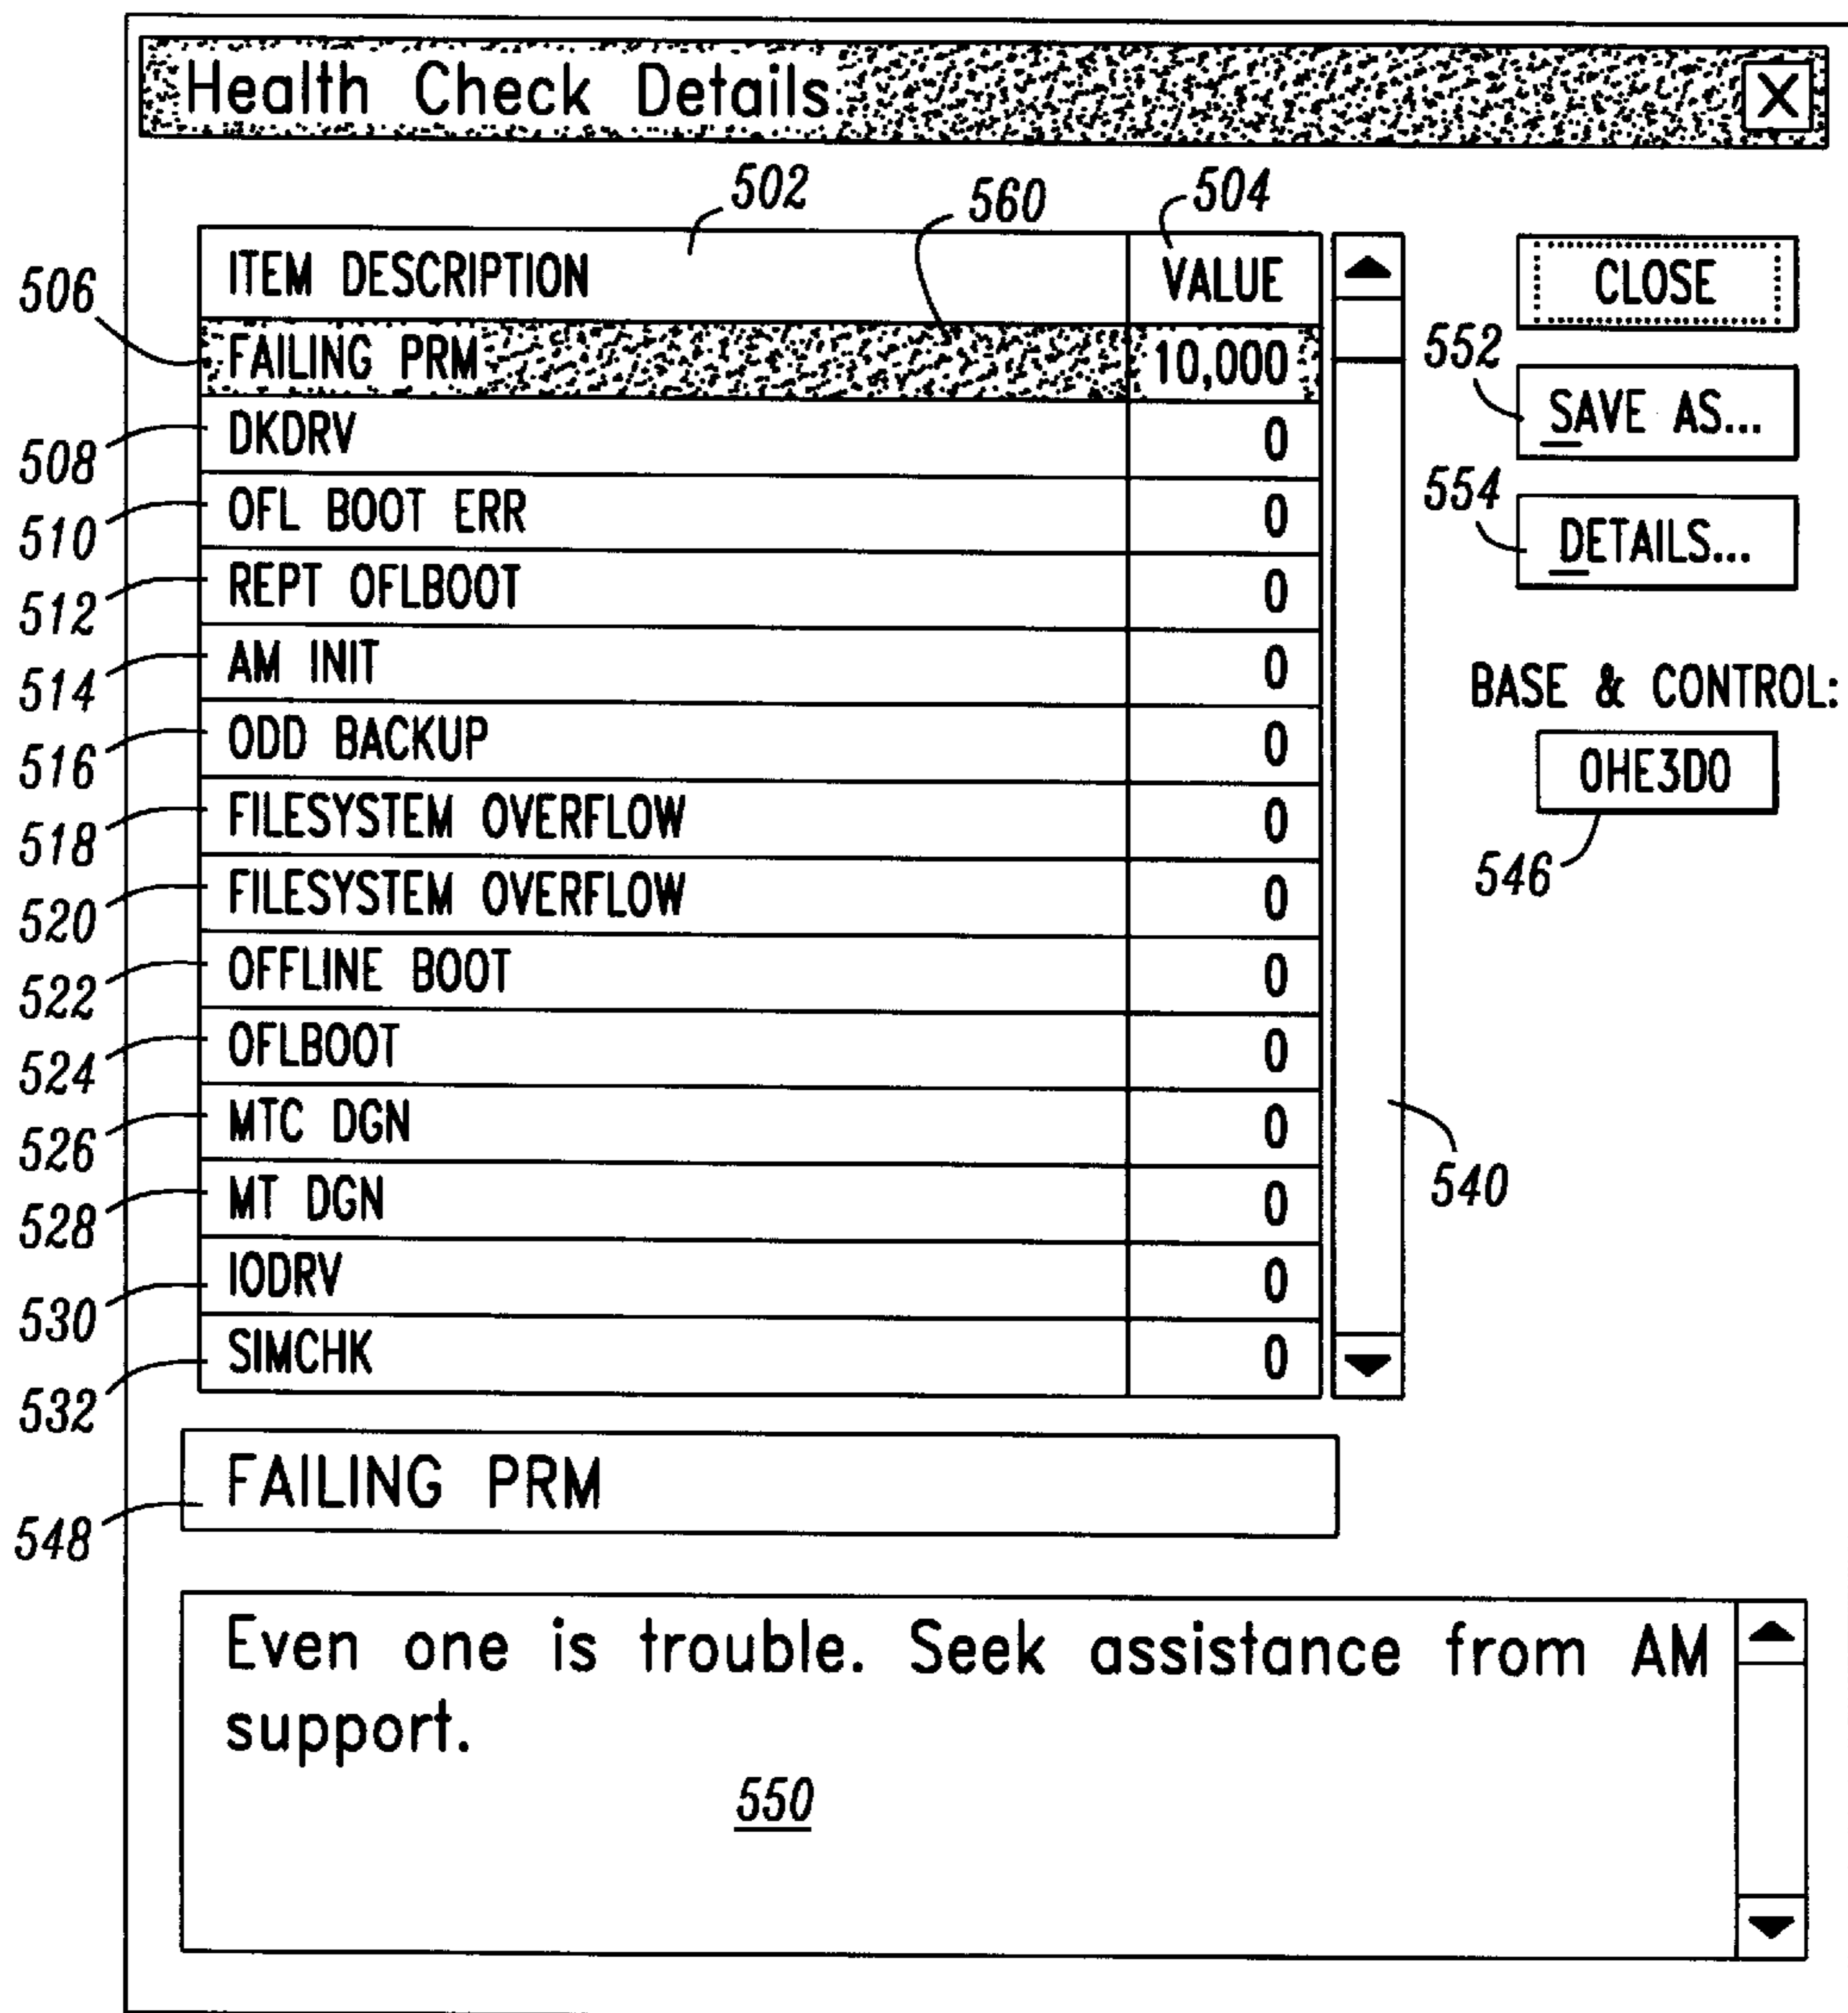 Health Check Details X
502 560 504
ITEM DESCRIPTION VALUE CLOSE
506 FAILING PRM 10,000
552 SAVE AS...
508 DKDRV 0
554 DETAILS...
510 OFL BOOT ERR 0
512 REPT OFLBOOT 0
514 AM INIT 0
BASE & CONTROL:
516 ODD BACKUP 0
0HE3D0
518 FILESYSTEM OVERFLOW 0
546
520 FILESYSTEM OVERFLOW 0
522 OFFLINE BOOT 0
524 OFLBOOT 0
526 MTC DGN 0
540
528 MT DGN 0
530 IODRV 0
532 SIMCHK 0
548 FAILING PRM
Even one is trouble. Seek assistance from AM
support.
550